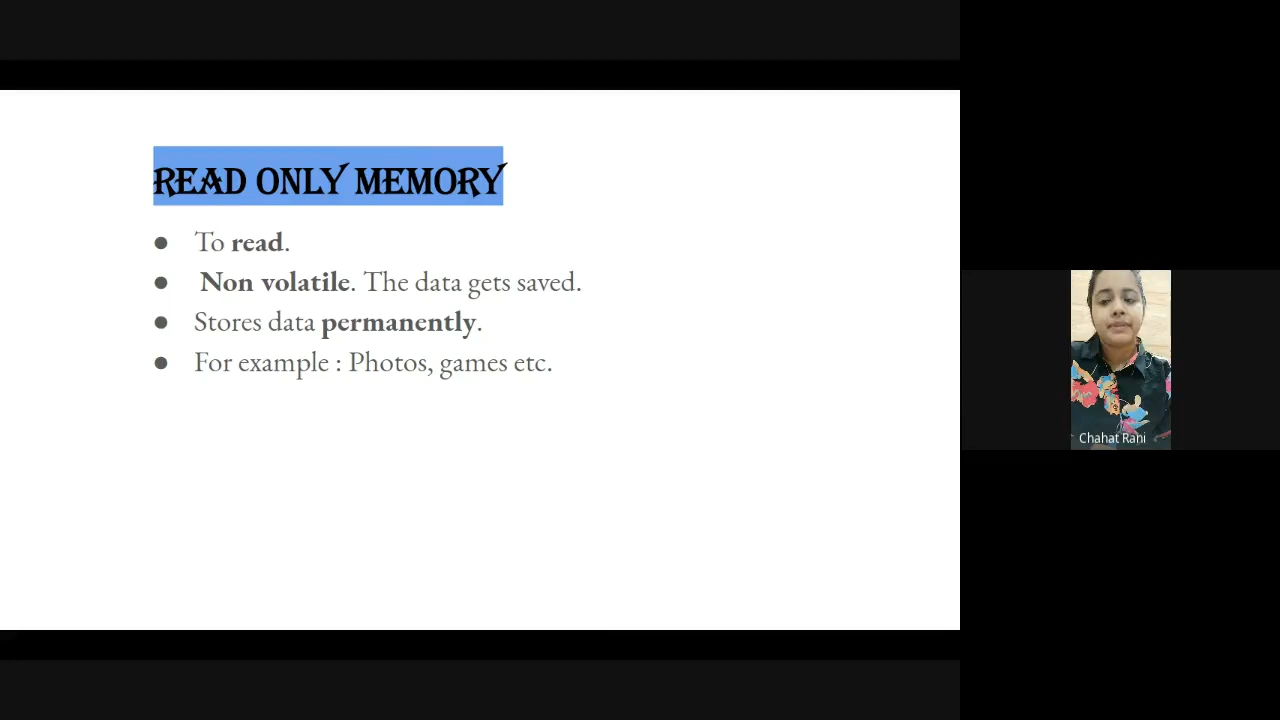 READ ONLY MEMORY
● To read.
● Non volatile. The data gets saved.
● Stores data permanently.
● For example : Photos, games etc.
Chahat Rani